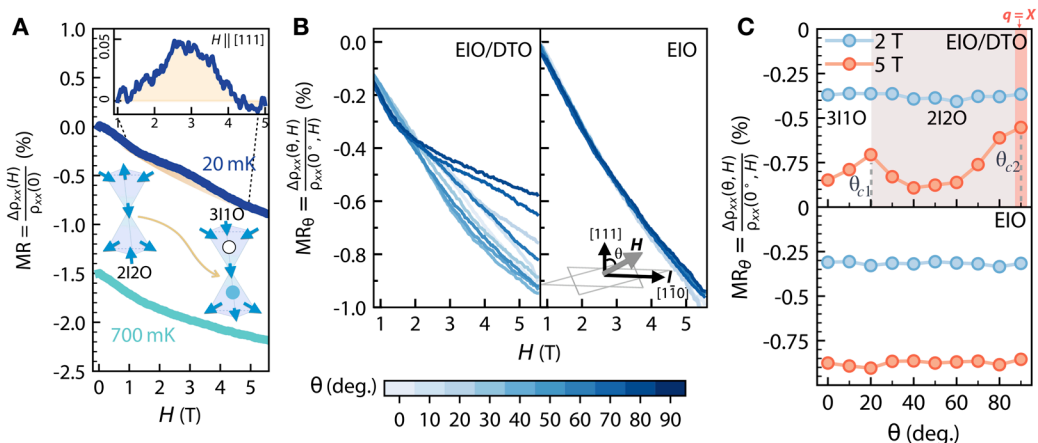 A
MR = Δρxx(H) / ρxx(0) (%)
1.0
0.5
0.0
-0.5
-1.0
-1.5
-2.0
-2.5
0.05
0
H || [111]
1 2 3 4 5
20 mK
2I2O
3I1O
700 mK
0 1 2 3 4 5
H (T)
B
MRθ = Δρxx(θ, H) / ρxx(0°, H) (%)
0.0
-0.2
-0.4
-0.6
-0.8
-1.0
EIO/DTO
EIO
[111]
H
θ
I
[11̄0]
1 2 3 4 5
1 2 3 4 5
H (T)
θ (deg.)
0 10 20 30 40 50 60 70 80 90
C
q = X
MRθ = Δρxx(θ, H) / ρxx(0°, H) (%)
0
-0.25
-0.5
-0.75
0
-0.25
-0.5
-0.75
2 T
5 T
EIO/DTO
3I1O
2I2O
θc1
θc2
EIO
0 20 40 60 80
θ (deg.)